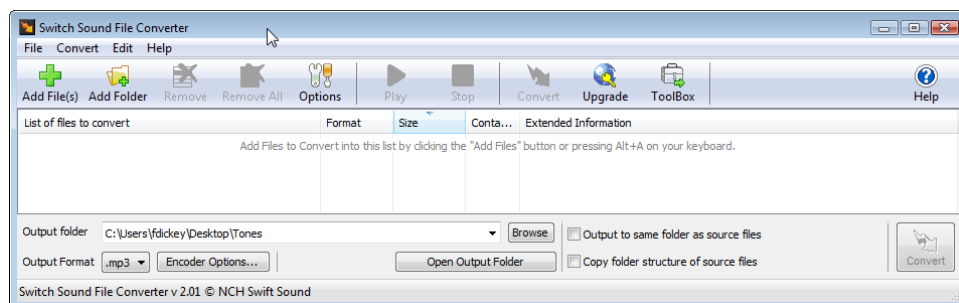 Switch Sound File Converter
File Convert Edit Help
Add File(s) Add Folder Remove Remove All Options Play Stop Convert Upgrade ToolBox Help
List of files to convert Format Size Conta... Extended Information
Add Files to Convert into this list by clicking the "Add Files" button or pressing Alt+A on your keyboard.
Output folder C:\Users\fdickey\Desktop\Tones Browse Output to same folder as source files
Output Format .mp3 Encoder Options... Open Output Folder Copy folder structure of source files Convert
Switch Sound File Converter v 2.01 © NCH Swift Sound